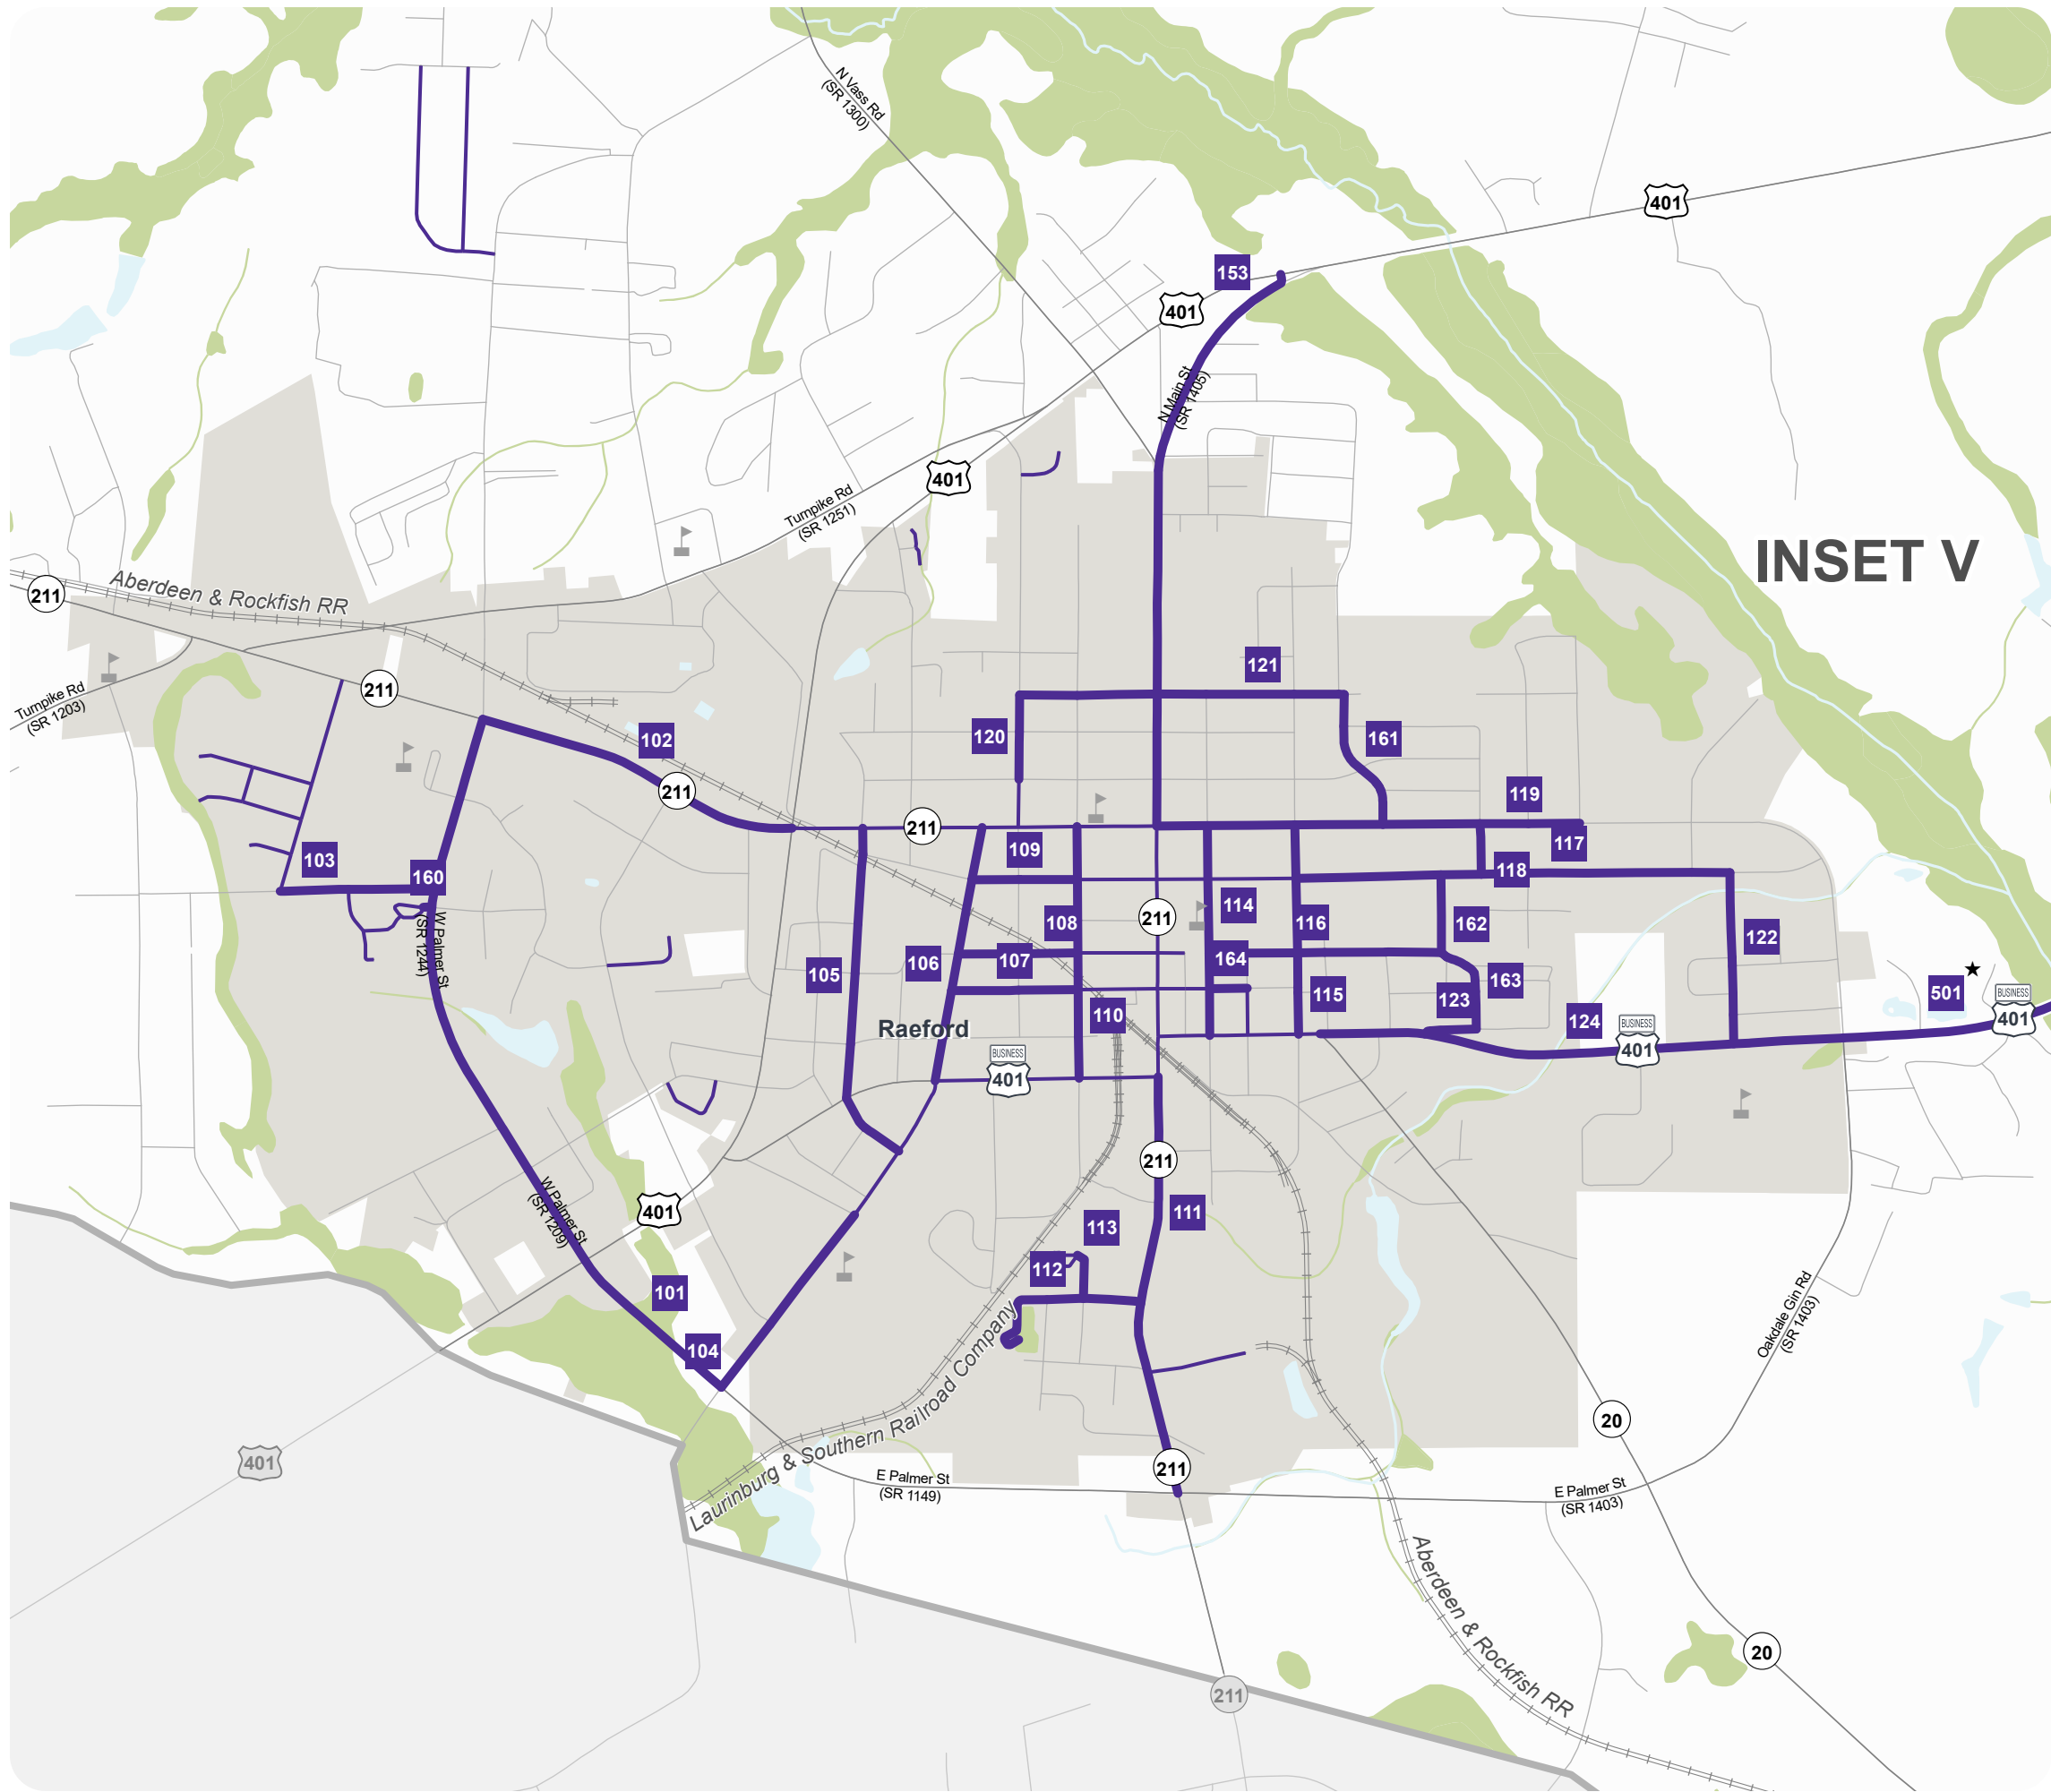 N Vass Rd
(SR 1300)
401
153
401
N Main St
(SR 1405)
401
Turnpike Rd
(SR 1251)
INSET V
Aberdeen & Rockfish RR
211
121
211
Turnpike Rd
(SR 1203)
102
120
161
211
119
211
109
117
103
160
118
114
108
116
162
211
122
W Palmer St
(SR 1244)
105
106
107
164
163
115
123
501
BUSINESS
401
110
124
Raeford
BUSINESS
401
BUSINESS
401
211
W Palmer St
(SR 1209)
401
111
113
112
101
104
Oakdale Gin Rd
(SR 1403)
Laurinburg & Southern Railroad Company
20
401
211
E Palmer St
(SR 1149)
E Palmer St
(SR 1403)
Aberdeen & Rockfish RR
20
211